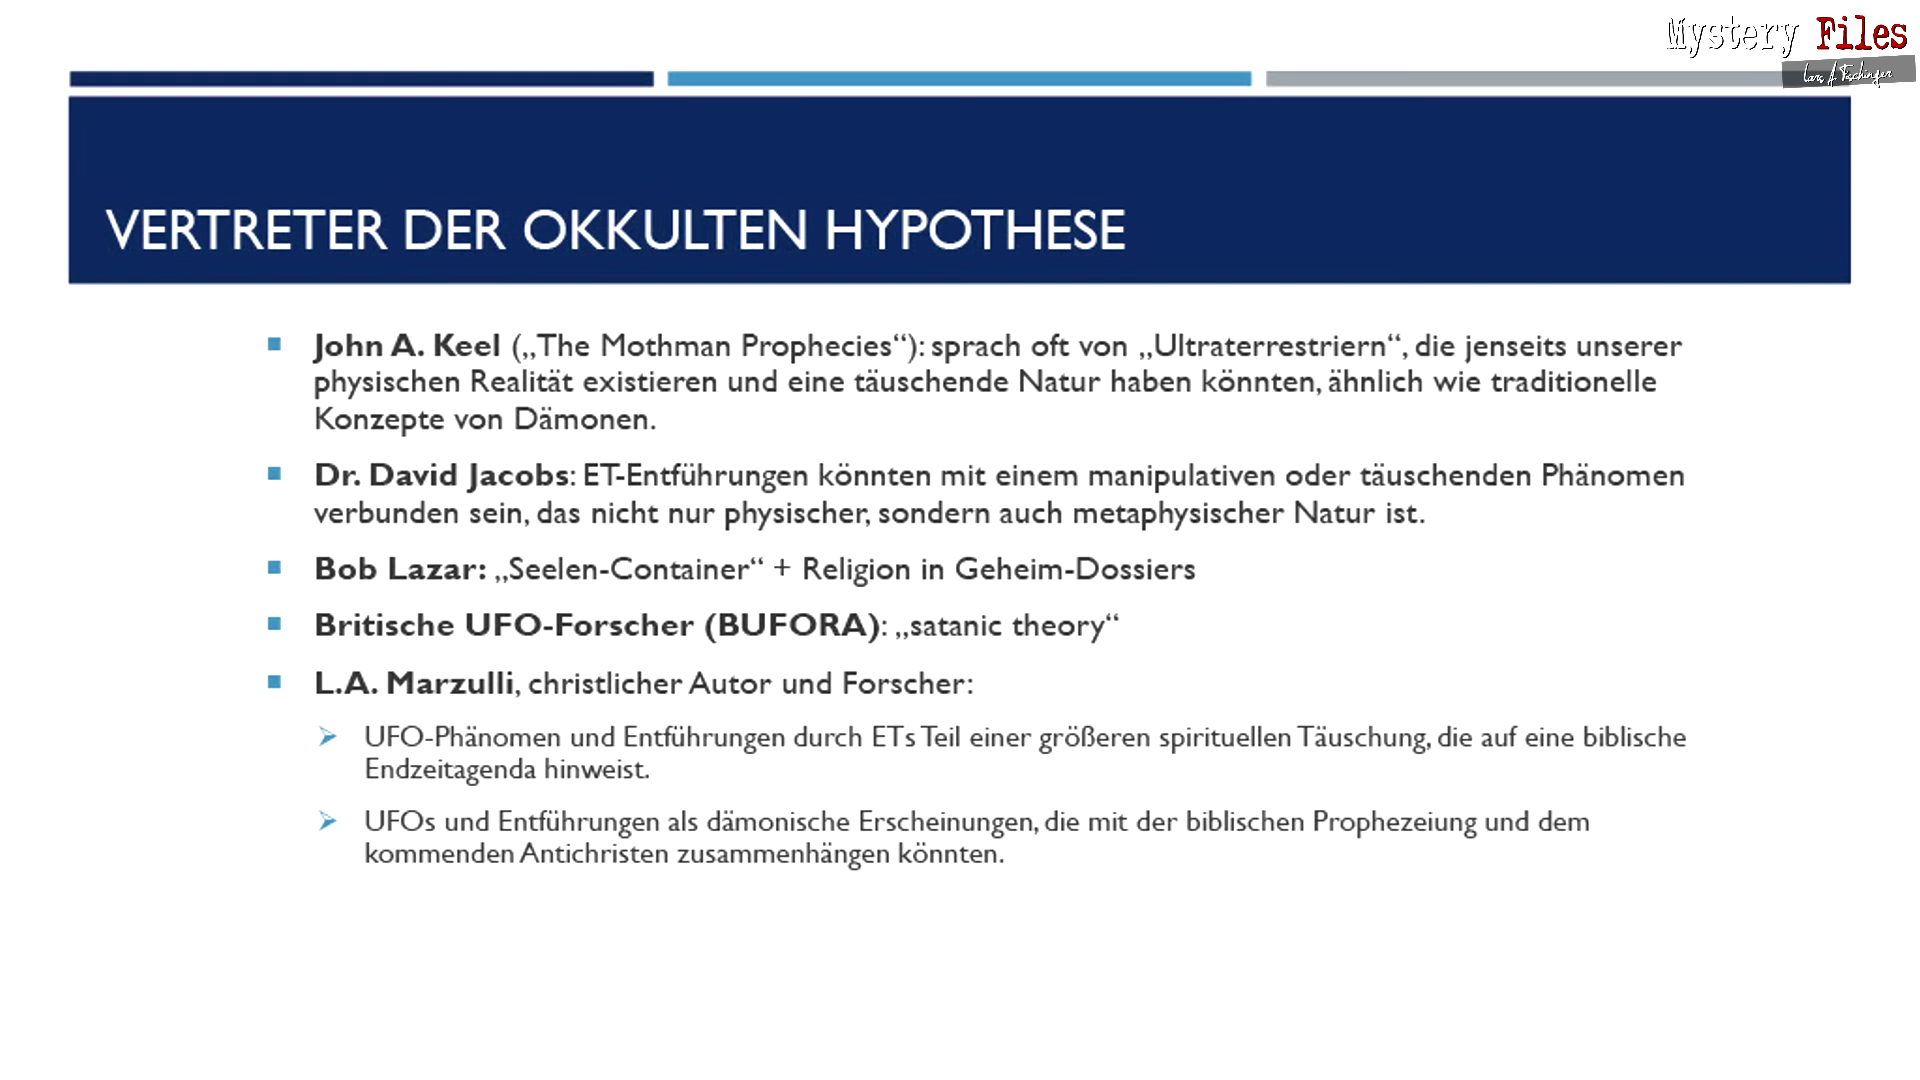 Mystery Files
Lars A. Fischinger
VERTRETER DER OKKULTEN HYPOTHESE
John A. Keel („The Mothman Prophecies“): sprach oft von „Ultraterrestriern“, die jenseits unserer
physischen Realität existieren und eine täuschende Natur haben könnten, ähnlich wie traditionelle
Konzepte von Dämonen.
Dr. David Jacobs: ET-Entführungen könnten mit einem manipulativen oder täuschenden Phänomen
verbunden sein, das nicht nur physischer, sondern auch metaphysischer Natur ist.
Bob Lazar: „Seelen-Container“ + Religion in Geheim-Dossiers
Britische UFO-Forscher (BUFORA): „satanic theory“
L.A. Marzulli, christlicher Autor und Forscher:
UFO-Phänomen und Entführungen durch ETs Teil einer größeren spirituellen Täuschung, die auf eine biblische
Endzeitagenda hinweist.
UFOs und Entführungen als dämonische Erscheinungen, die mit der biblischen Prophezeiung und dem
kommenden Antichristen zusammenhängen könnten.